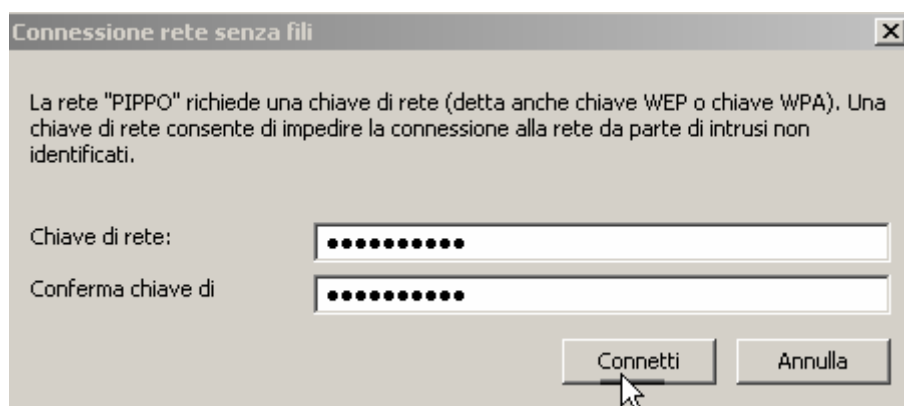 Connessione rete senza fili
La rete "PIPPO" richiede una chiave di rete (detta anche chiave WEP o chiave WPA). Una
chiave di rete consente di impedire la connessione alla rete da parte di intrusi non
identificati.
Chiave di rete: ••••••••••
Conferma chiave di ••••••••••
Connetti Annulla